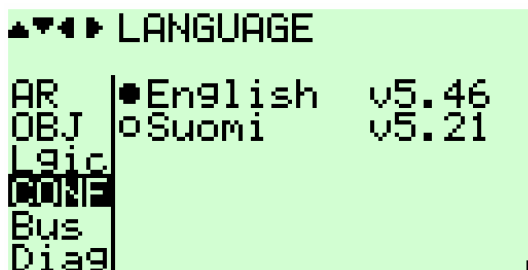 ▲▼◀▶ LANGUAGE
AR ●English v5.46
OBJ ○Suomi v5.21
Lgic
CONF
Bus
Diag